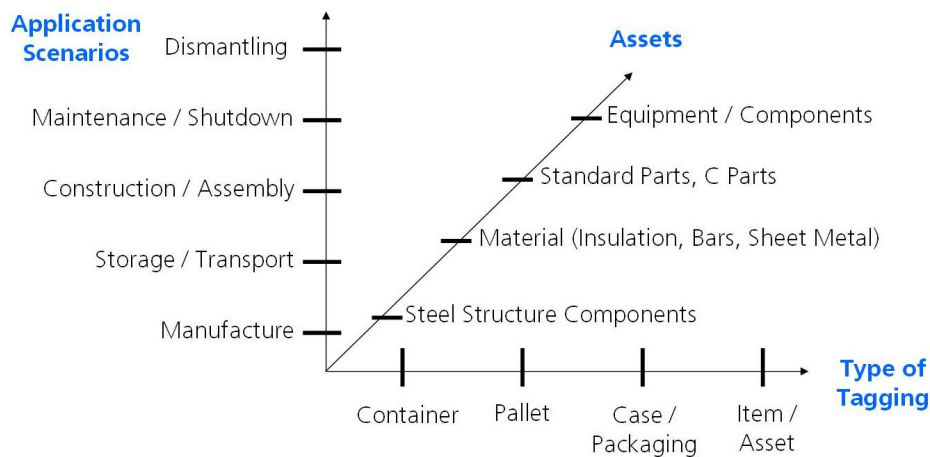 Application
Scenarios
Dismantling
Assets
Maintenance / Shutdown
Equipment / Components
Construction / Assembly
Standard Parts, C Parts
Material (Insulation, Bars, Sheet Metal)
Storage / Transport
Steel Structure Components
Manufacture
Type of
Tagging
Container
Pallet
Case /
Packaging
Item /
Asset